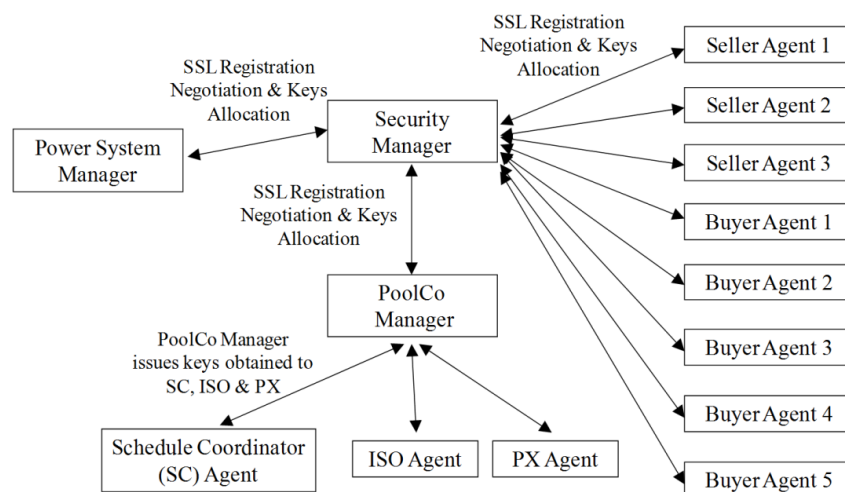 SSL Registration
Negotiation & Keys
Allocation
Seller Agent 1
SSL Registration
Negotiation & Keys
Allocation
Seller Agent 2
Security
Manager
Power System
Manager
Seller Agent 3
SSL Registration
Negotiation & Keys
Allocation
Buyer Agent 1
Buyer Agent 2
PoolCo
Manager
Buyer Agent 3
PoolCo Manager
issues keys obtained to
SC, ISO & PX
Buyer Agent 4
Schedule Coordinator
(SC) Agent
ISO Agent
PX Agent
Buyer Agent 5